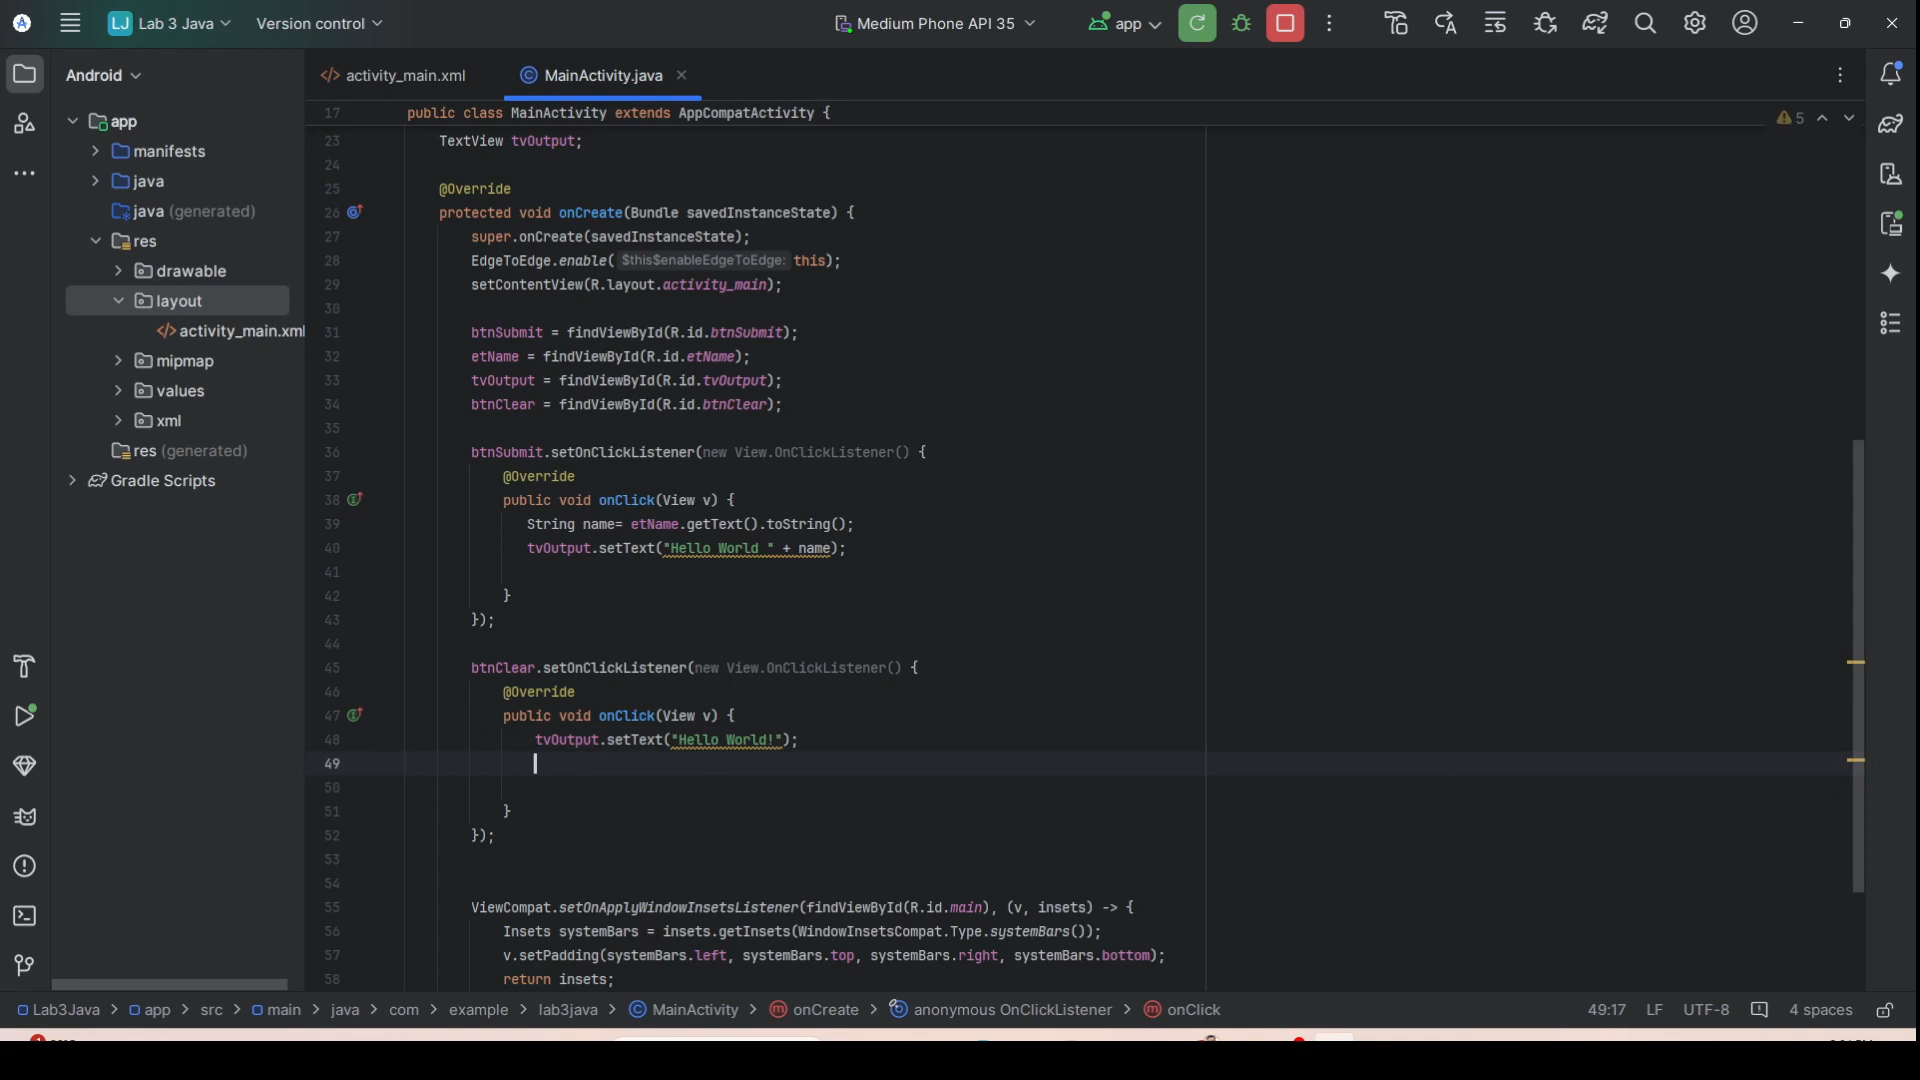 LJ Lab 3 Java Version control Medium Phone API 35 app
Android
activity_main.xml MainActivity.java
app
manifests
java
java (generated)
res
drawable
layout
activity_main.xml
mipmap
values
xml
res (generated)
Gradle Scripts
5
17 public class MainActivity extends AppCompatActivity {
23 TextView tvOutput;
24
25 @Override
26 protected void onCreate(Bundle savedInstanceState) {
27 super.onCreate(savedInstanceState);
28 EdgeToEdge.enable( $this$enableEdgeToEdge: this);
29 setContentView(R.layout.activity_main);
30
31 btnSubmit = findViewById(R.id.btnSubmit);
32 etName = findViewById(R.id.etName);
33 tvOutput = findViewById(R.id.tvOutput);
34 btnClear = findViewById(R.id.btnClear);
35
36 btnSubmit.setOnClickListener(new View.OnClickListener() {
37 @Override
38 public void onClick(View v) {
39 String name= etName.getText().toString();
40 tvOutput.setText("Hello World " + name);
41
42 }
43 });
44
45 btnClear.setOnClickListener(new View.OnClickListener() {
46 @Override
47 public void onClick(View v) {
48 tvOutput.setText("Hello World!");
49
50
51 }
52 });
53
54
55 ViewCompat.setOnApplyWindowInsetsListener(findViewById(R.id.main), (v, insets) -> {
56 Insets systemBars = insets.getInsets(WindowInsetsCompat.Type.systemBars());
57 v.setPadding(systemBars.left, systemBars.top, systemBars.right, systemBars.bottom);
58 return insets;
Lab3Java > app > src > main > java > com > example > lab3java > MainActivity > onCreate > anonymous OnClickListener > onClick 49:17 LF UTF-8 4 spaces